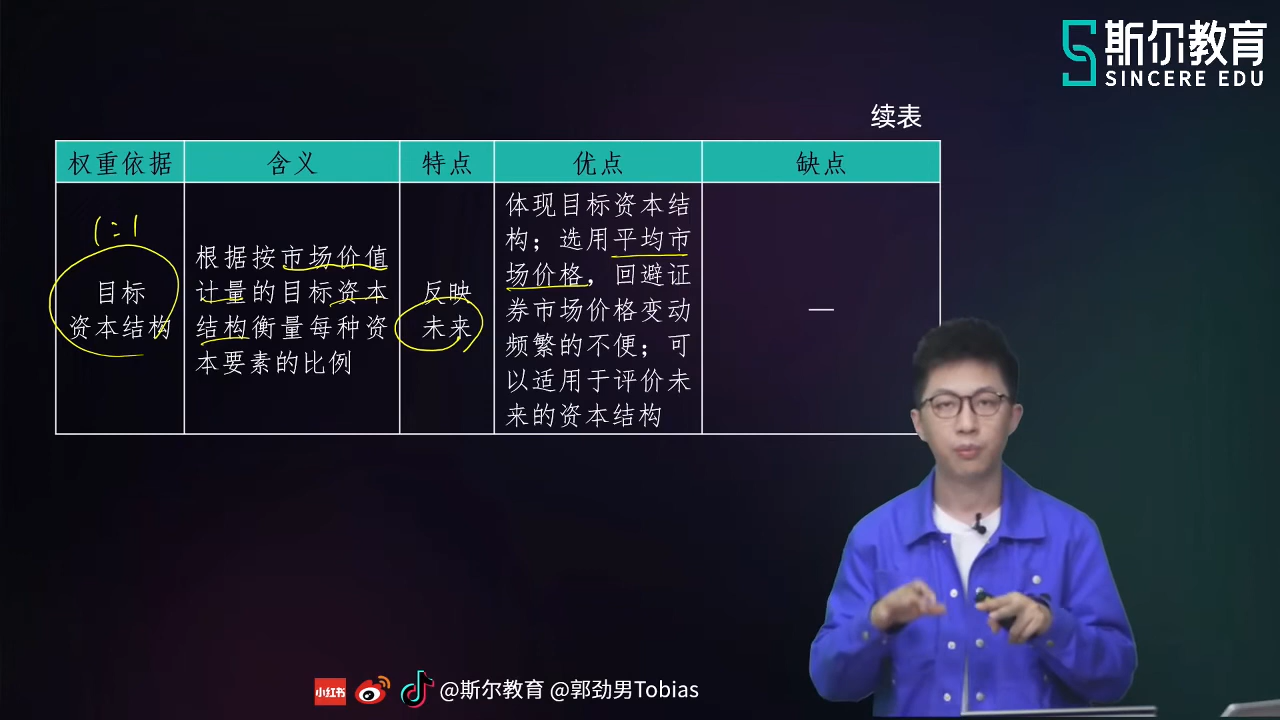 斯尔教育
SINCERE EDU
续表
权重依据 含义 特点 优点 缺点
1:1
目标
资本结构
根据按市场价值
计量的目标资本
结构衡量每种资
本要素的比例
反映
未来
体现目标资本结
构；选用平均市
场价格，回避证
券市场价格变动
频繁的不便；可
以适用于评价未
来的资本结构
—
小红书
@斯尔教育 @郭劲男Tobias